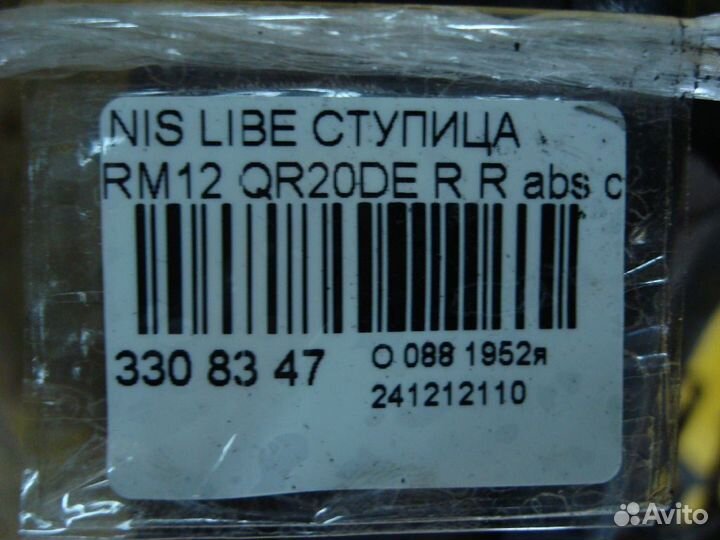 NIS LIBE СТУПИЦА
RM12 QR20DE R R abs с
330 83 47
О 088 1952я
241212110
Avito